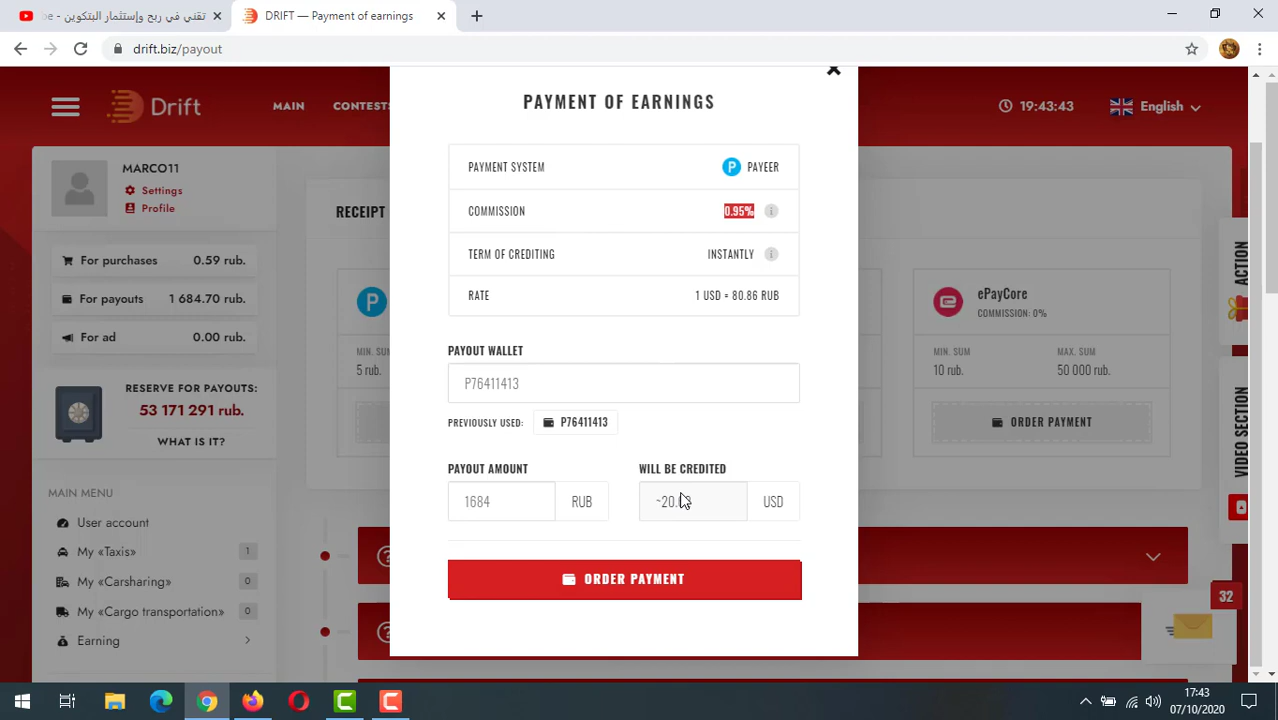 be - تقني في ربح وإستثمار البتكوين
DRIFT — Payment of earnings
drift.biz/payout
Drift
MAIN
CONTESTS
19:43:43
English
PAYMENT OF EARNINGS
PAYMENT SYSTEM
PAYEER
COMMISSION
0.95%
TERM OF CREDITING
INSTANTLY
RATE
1 USD = 80.86 RUB
PAYOUT WALLET
P76411413
PREVIOUSLY USED:
P76411413
PAYOUT AMOUNT
WILL BE CREDITED
1684
RUB
USD
ORDER PAYMENT
MARCO11
Settings
Profile
For purchases
0.59 rub.
For payouts
1 684.70 rub.
For ad
0.00 rub.
RESERVE FOR PAYOUTS:
53 171 291 rub.
WHAT IS IT?
MAIN MENU
User account
My «Taxis»
1
My «Carsharing»
0
My «Cargo transportation»
0
Earning
RECEIPT
MIN. SUM
5 rub.
ePayCore
COMMISSION: 0%
MIN. SUM
MAX. SUM
10 rub.
50 000 rub.
ORDER PAYMENT
ACTION
VIDEO SECTION
32
17:43
07/10/2020